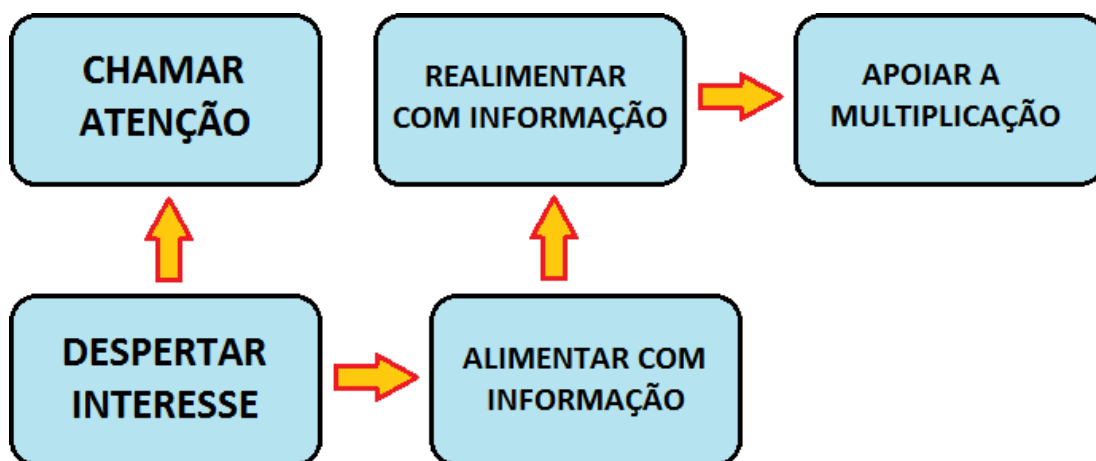 CHAMAR
ATENÇÃO
REALIMENTAR
COM INFORMAÇÃO
APOIAR A
MULTIPLICAÇÃO
DESPERTAR
INTERESSE
ALIMENTAR COM
INFORMAÇÃO